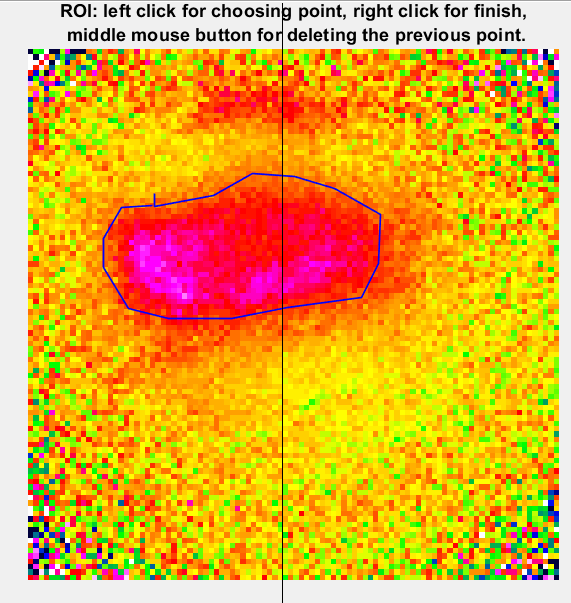 ROI: left click for choosing point, right click for finish,
middle mouse button for deleting the previous point.